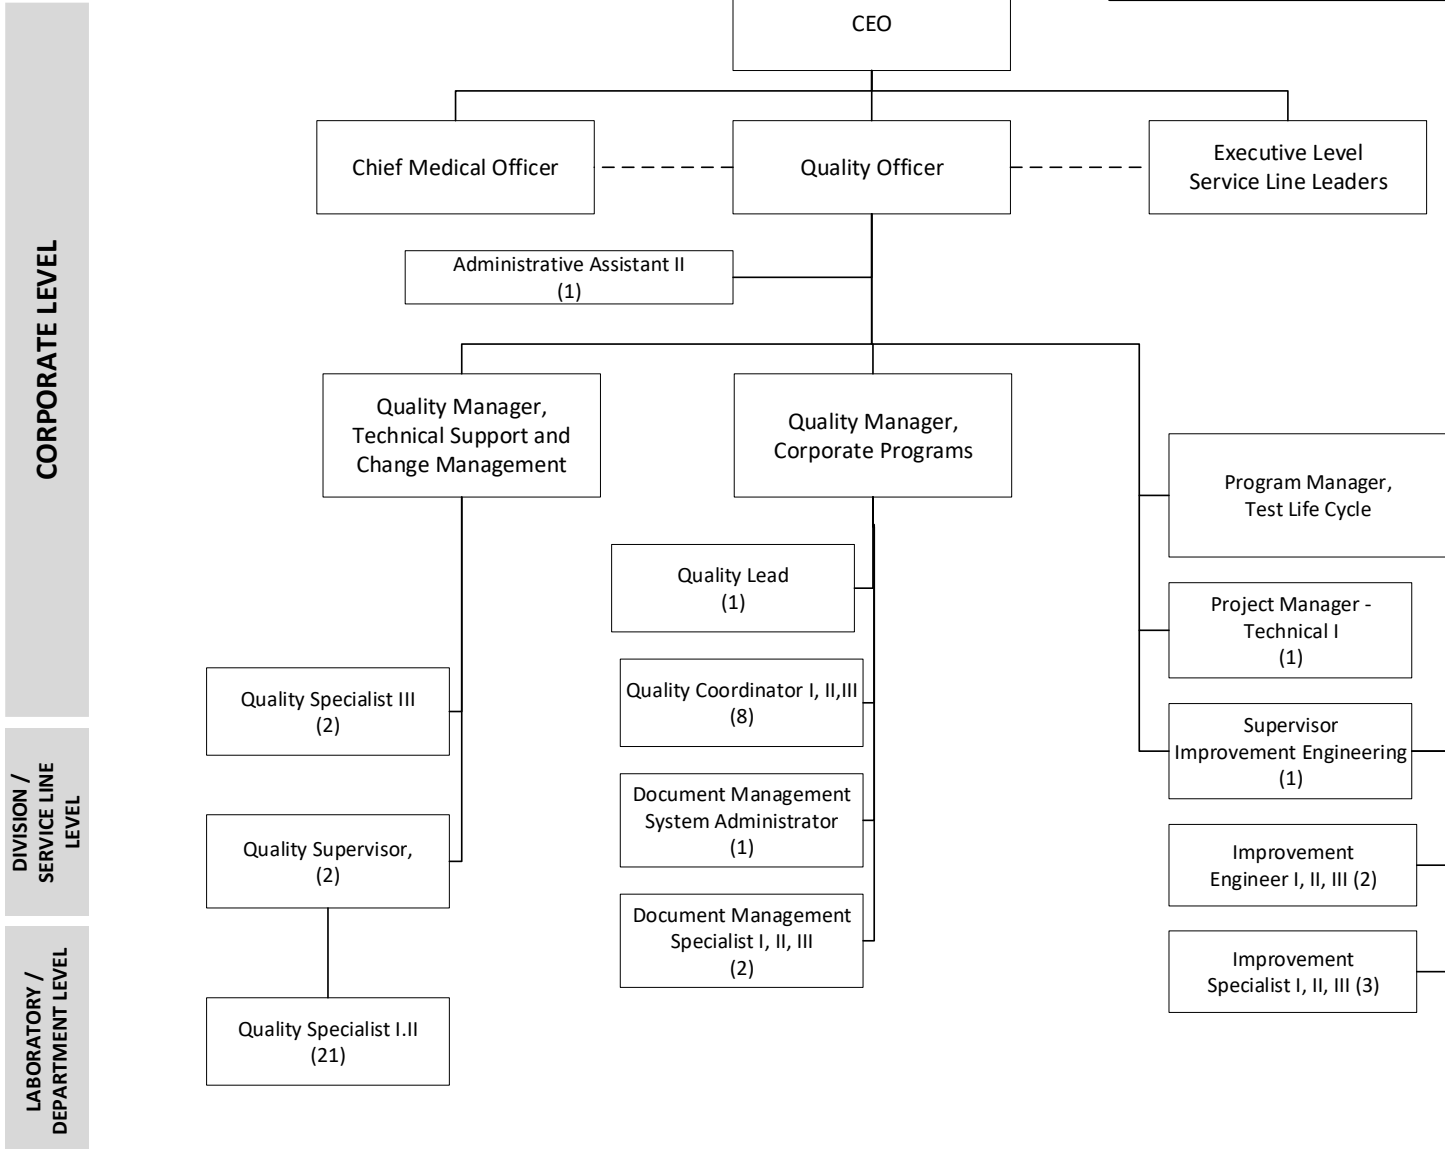 CEO
Chief Medical Officer
Quality Officer
Executive Level
Service Line Leaders
Administrative Assistant II
(1)
CORPORATE LEVEL
Quality Manager,
Technical Support and
Change Management
Quality Manager,
Corporate Programs
Program Manager,
Test Life Cycle
Quality Lead
(1)
Project Manager -
Technical I
(1)
Quality Specialist III
(2)
Quality Coordinator I, II,III
(8)
Supervisor
Improvement Engineering
(1)
DIVISION /
SERVICE LINE
LEVEL
Quality Supervisor,
(2)
Document Management
System Administrator
(1)
Improvement
Engineer I, II, III (2)
Document Management
Specialist I, II, III
(2)
Improvement
Specialist I, II, III (3)
LABORATORY /
DEPARTMENT LEVEL
Quality Specialist I.II
(21)